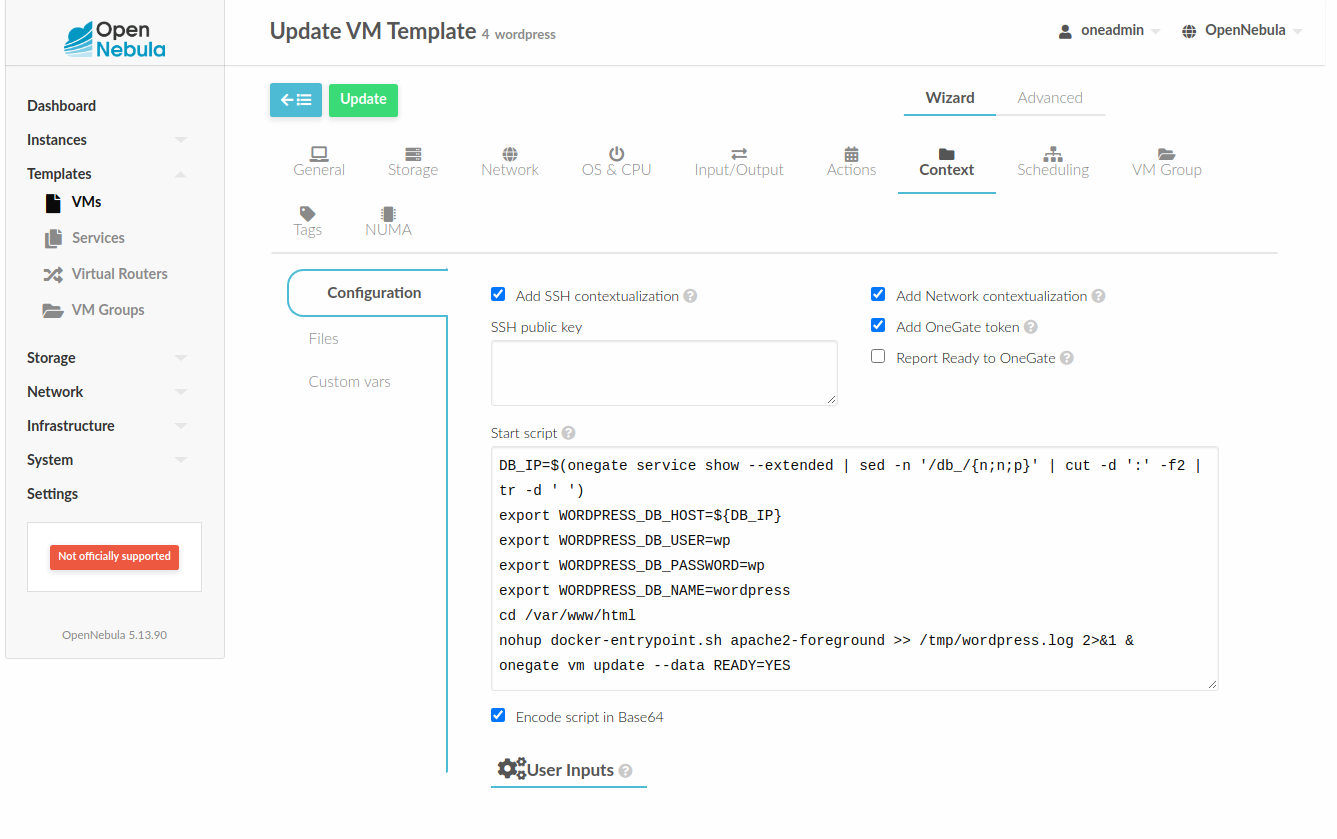 Open
Nebula
Update VM Template 4 wordpress
oneadmin
OpenNebula
Dashboard
Instances
Templates
VMs
Services
Virtual Routers
VM Groups
Storage
Network
Infrastructure
System
Settings
Not officially supported
OpenNebula 5.13.90
Update
Wizard
Advanced
General
Storage
Network
OS & CPU
Input/Output
Actions
Context
Scheduling
VM Group
Tags
NUMA
Configuration
Files
Custom vars
Add SSH contextualization ?
SSH public key
Add Network contextualization ?
Add OneGate token ?
Report Ready to OneGate ?
Start script ?
DB_IP=$(onegate service show --extended | sed -n '/db_/{n;n;p}' | cut -d ':' -f2 |
tr -d ' ')
export WORDPRESS_DB_HOST=${DB_IP}
export WORDPRESS_DB_USER=wp
export WORDPRESS_DB_PASSWORD=wp
export WORDPRESS_DB_NAME=wordpress
cd /var/www/html
nohup docker-entrypoint.sh apache2-foreground >> /tmp/wordpress.log 2>&1 &
onegate vm update --data READY=YES
Encode script in Base64
User Inputs ?